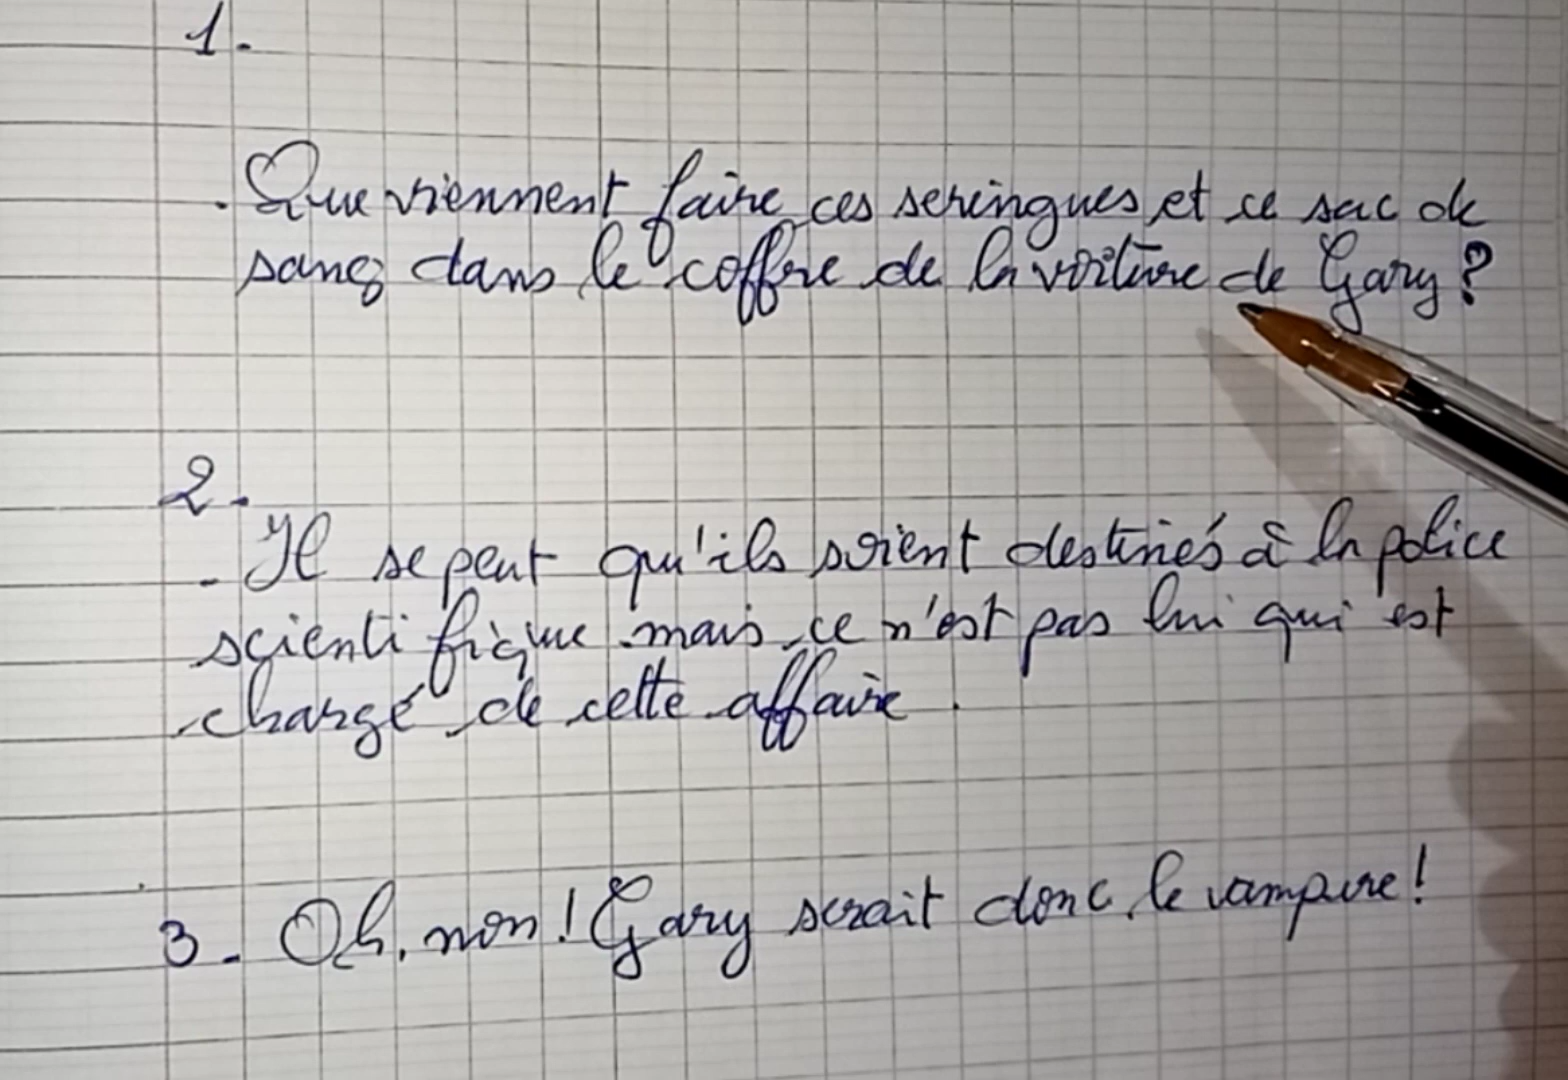 1.
. Que viennent faire ces seringues et ce sac de
sang dans le coffre de la voiture de Gary ?
2.
. Il se peut qu'ils soient destinés à la police
scientifique mais ce n'est pas lui qui est
chargé de cette affaire .
3. Oh, non ! Gary serait donc le vampire !